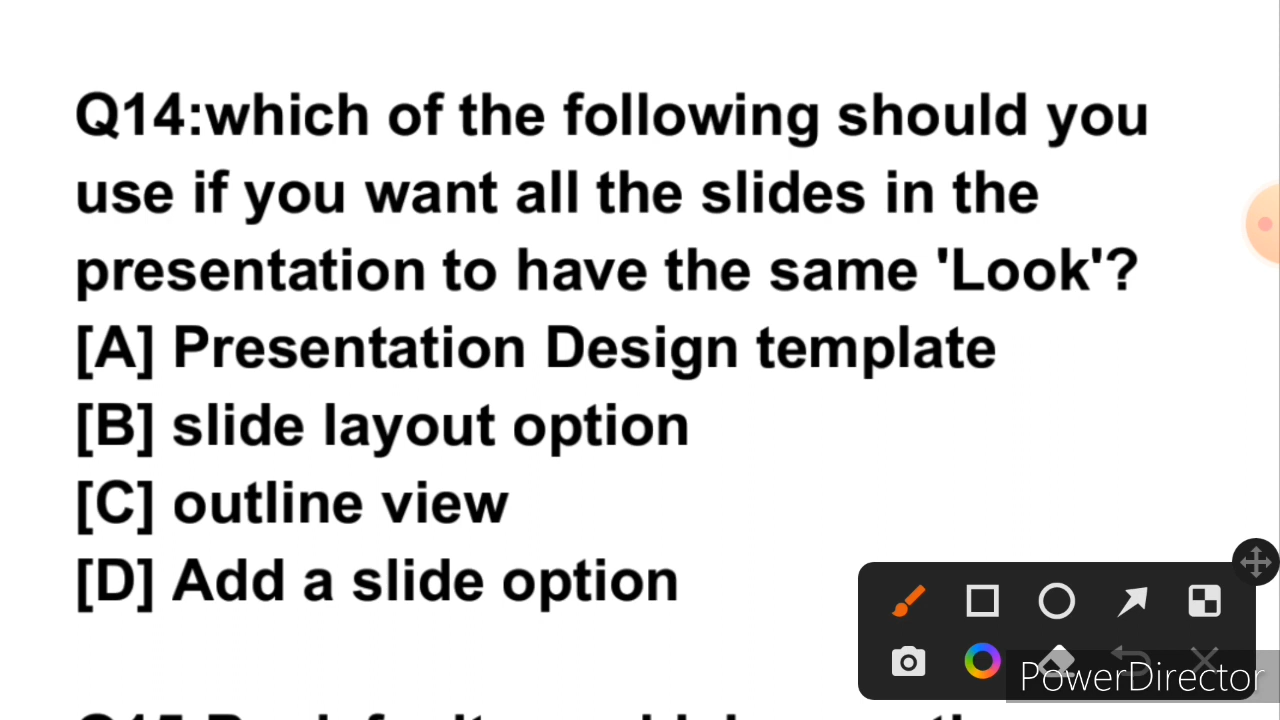 Q14:which of the following should you
use if you want all the slides in the
presentation to have the same 'Look'?
[A] Presentation Design template
[B] slide layout option
[C] outline view
[D] Add a slide option
PowerDirector